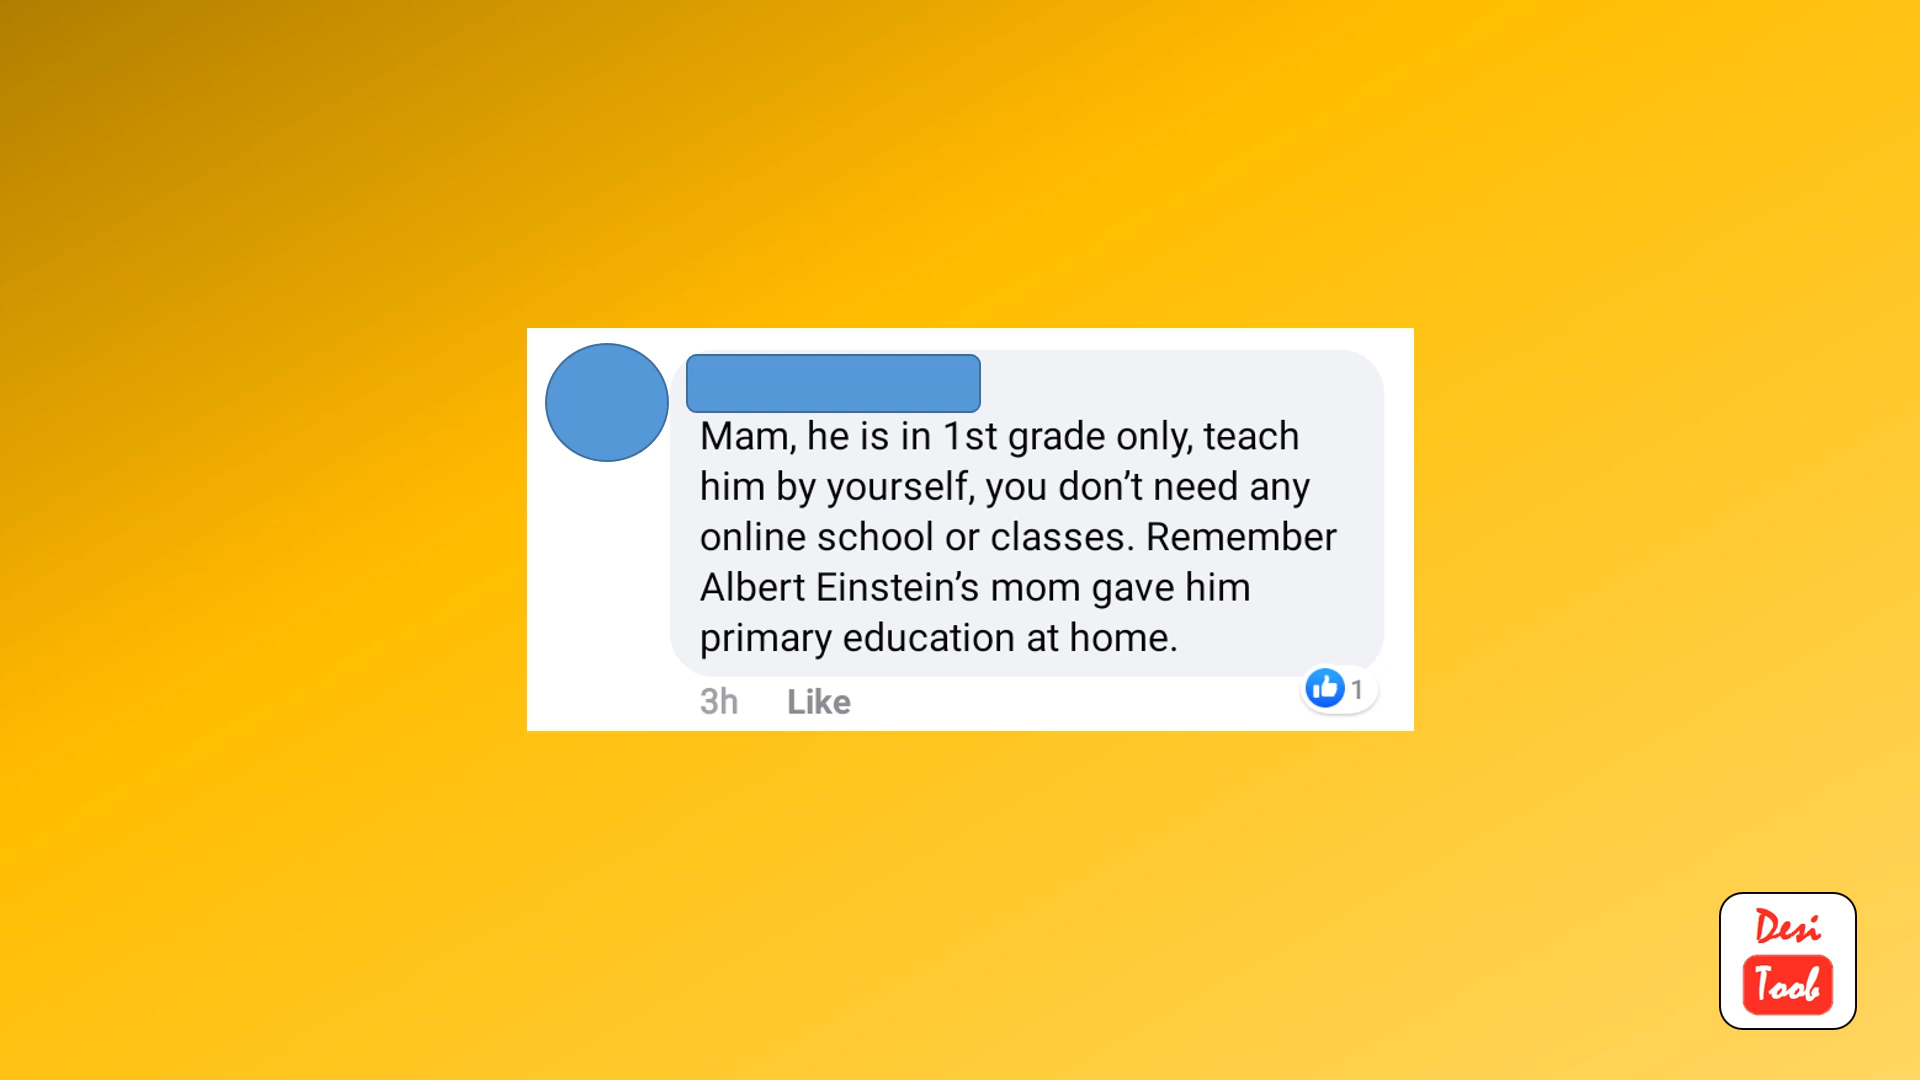 Mam, he is in 1st grade only, teach
him by yourself, you don’t need any
online school or classes. Remember
Albert Einstein’s mom gave him
primary education at home.
3h Like
1
Desi
Toob